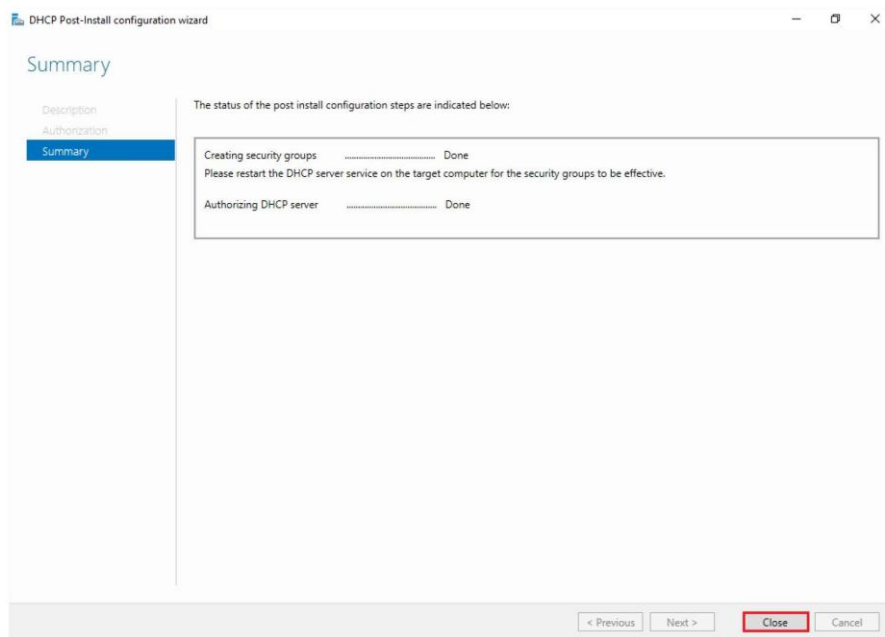 DHCP Post-Install configuration wizard
Summary
Description
Authorization
Summary
The status of the post install configuration steps are indicated below:
Creating security groups .......................................... Done
Please restart the DHCP server service on the target computer for the security groups to be effective.
Authorizing DHCP server .......................................... Done
< Previous
Next >
Close
Cancel